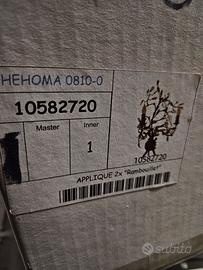 HEHOMA 0810-0
10582720
Master
Inner
1
10582720
APPLIQUE 2x "Rambouillet"
subito